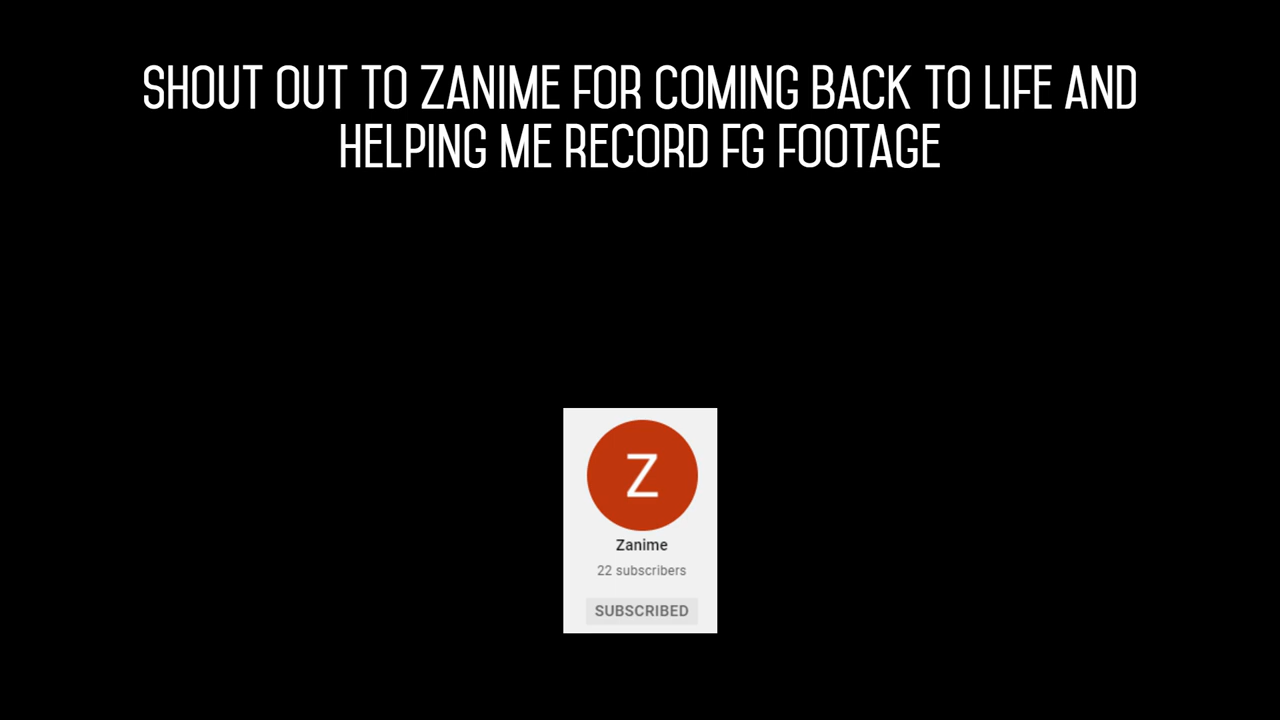 SHOUT OUT TO ZANIME FOR COMING BACK TO LIFE AND
HELPING ME RECORD FG FOOTAGE
Z
Zanime
22 subscribers
SUBSCRIBED